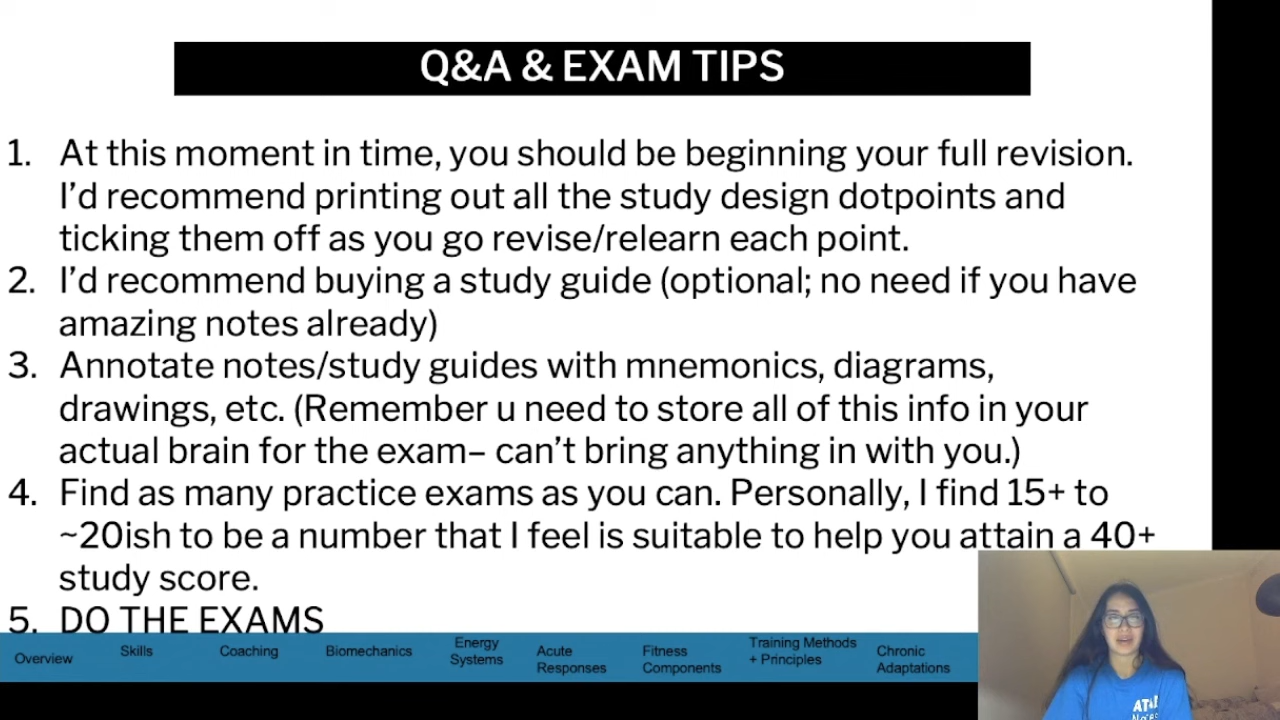 Q&A & EXAM TIPS
1. At this moment in time, you should be beginning your full revision.
I'd recommend printing out all the study design dotpoints and
ticking them off as you go revise/relearn each point.
2. I'd recommend buying a study guide (optional; no need if you have
amazing notes already)
3. Annotate notes/study guides with mnemonics, diagrams,
drawings, etc. (Remember u need to store all of this info in your
actual brain for the exam– can't bring anything in with you.)
4. Find as many practice exams as you can. Personally, I find 15+ to
~20ish to be a number that I feel is suitable to help you attain a 40+
study score.
5. DO THE EXAMS
Overview
Skills
Coaching
Biomechanics
Energy
Systems
Acute
Responses
Fitness
Components
Training Methods
+ Principles
Chronic
Adaptations
Notes